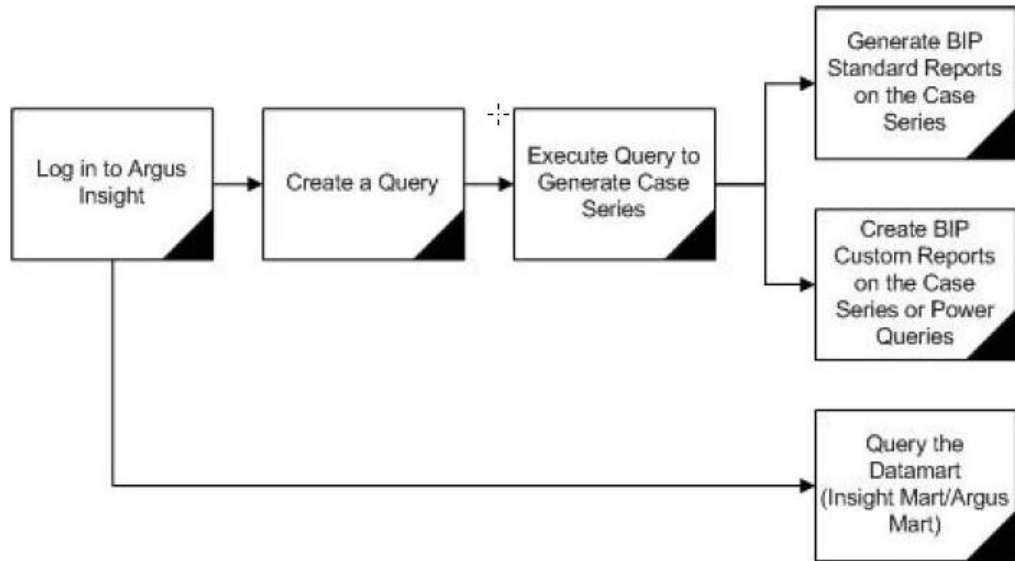 Log in to Argus
Insight
Create a Query
Execute Query to
Generate Case
Series
Generate BIP
Standard Reports
on the Case
Series
Create BIP
Custom Reports
on the Case
Series or Power
Queries
Query the
Datamart
(Insight Mart/Argus
Mart)